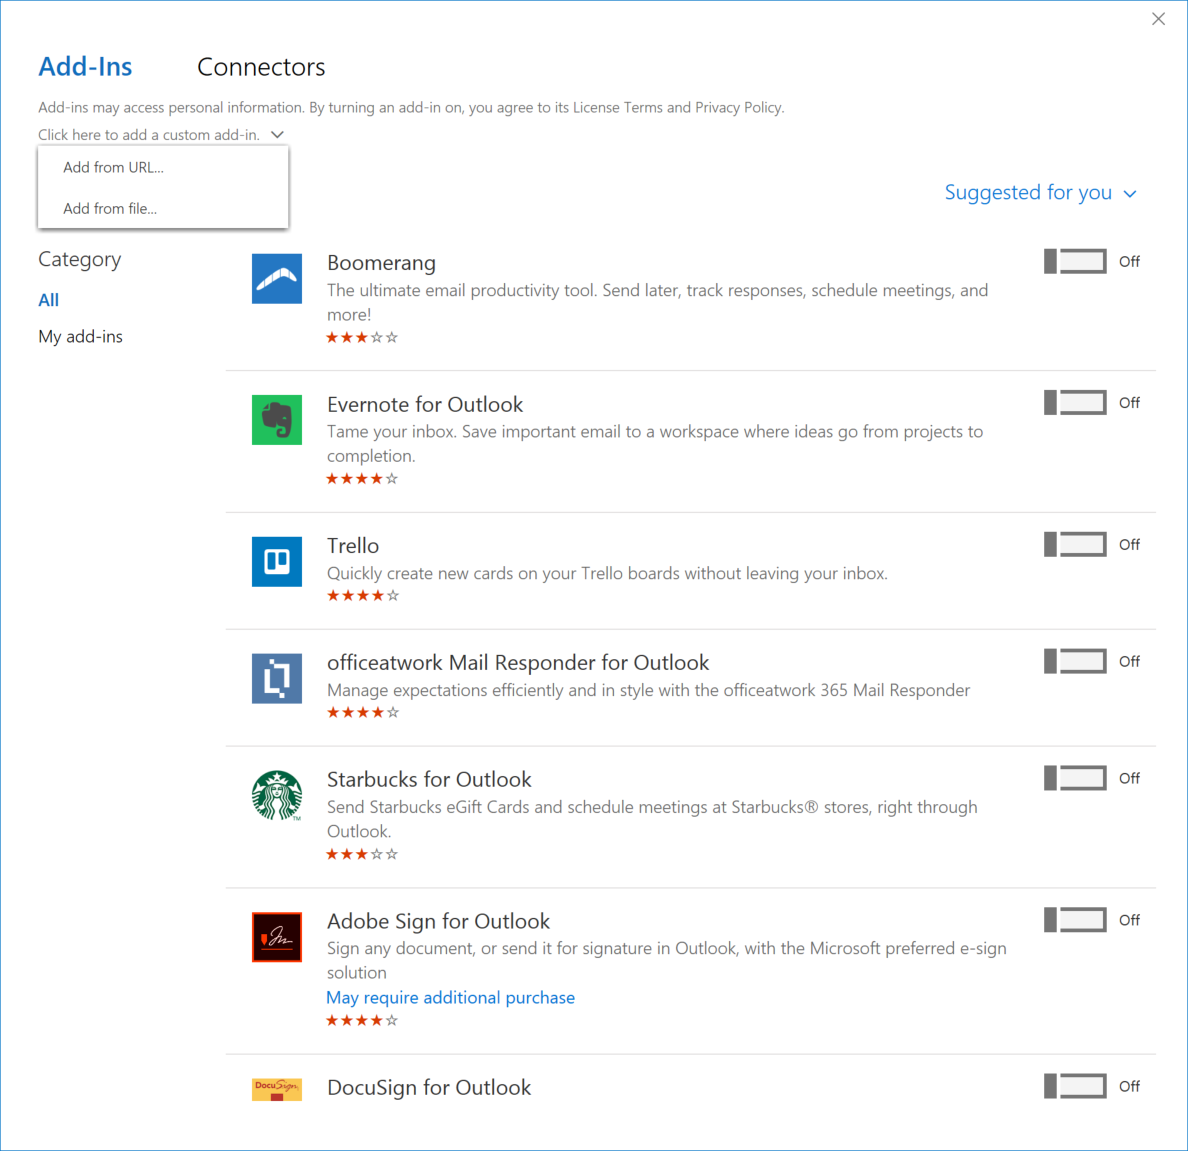 Add-Ins
Connectors
Add-ins may access personal information. By turning an add-in on, you agree to its License Terms and Privacy Policy.
Click here to add a custom add-in.
Add from URL...
Add from file...
Suggested for you
Category
All
My add-ins
Boomerang
Off
The ultimate email productivity tool. Send later, track responses, schedule meetings, and
more!
Evernote for Outlook
Off
Tame your inbox. Save important email to a workspace where ideas go from projects to
completion.
Trello
Off
Quickly create new cards on your Trello boards without leaving your inbox.
officeatwork Mail Responder for Outlook
Off
Manage expectations efficiently and in style with the officeatwork 365 Mail Responder
Starbucks for Outlook
Off
Send Starbucks eGift Cards and schedule meetings at Starbucks® stores, right through
Outlook.
TM
Adobe Sign for Outlook
Off
Sign any document, or send it for signature in Outlook, with the Microsoft preferred e-sign
solution
May require additional purchase
DocuSign
DocuSign for Outlook
Off